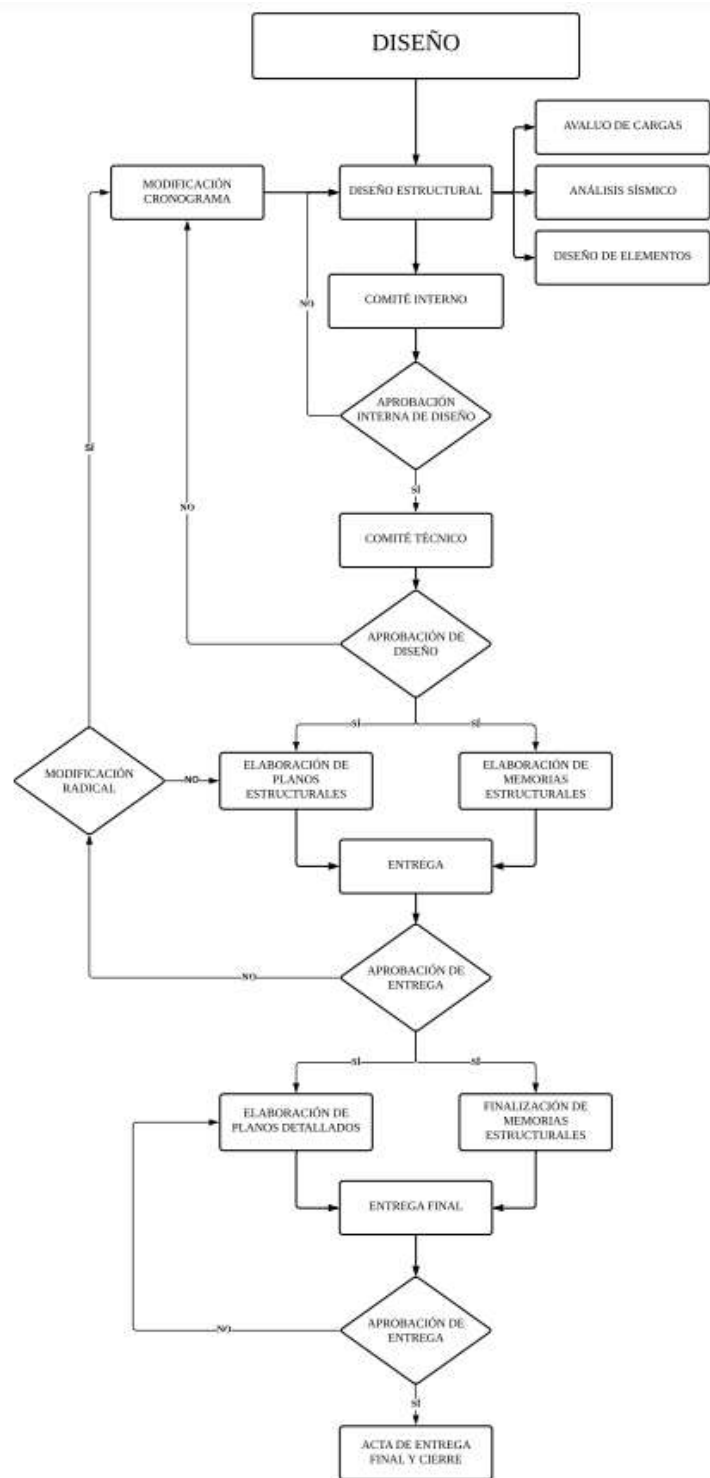 DISEÑO
AVALUO DE CARGAS
MODIFICACIÓN
CRONOGRAMA
DISEÑO ESTRUCTURAL
ANÁLISIS SÍSMICO
DISEÑO DE ELEMENTOS
COMITÉ INTERNO
NO
APROBACIÓN
INTERNA DE DISEÑO
SÍ
SÍ
NO
COMITÉ TÉCNICO
APROBACIÓN DE
DISEÑO
SÍ
SÍ
MODIFICACIÓN
RADICAL
NO
ELABORACIÓN DE
PLANOS
ESTRUCTURALES
ELABORACIÓN DE
MEMORIAS
ESTRUCTURALES
ENTREGA
APROBACIÓN DE
ENTREGA
NO
SÍ
SÍ
ELABORACIÓN DE
PLANOS DETALLADOS
FINALIZACIÓN DE
MEMORIAS
ESTRUCTURALES
ENTREGA FINAL
APROBACIÓN DE
ENTREGA
NO
SÍ
ACTA DE ENTREGA
FINAL Y CIERRE